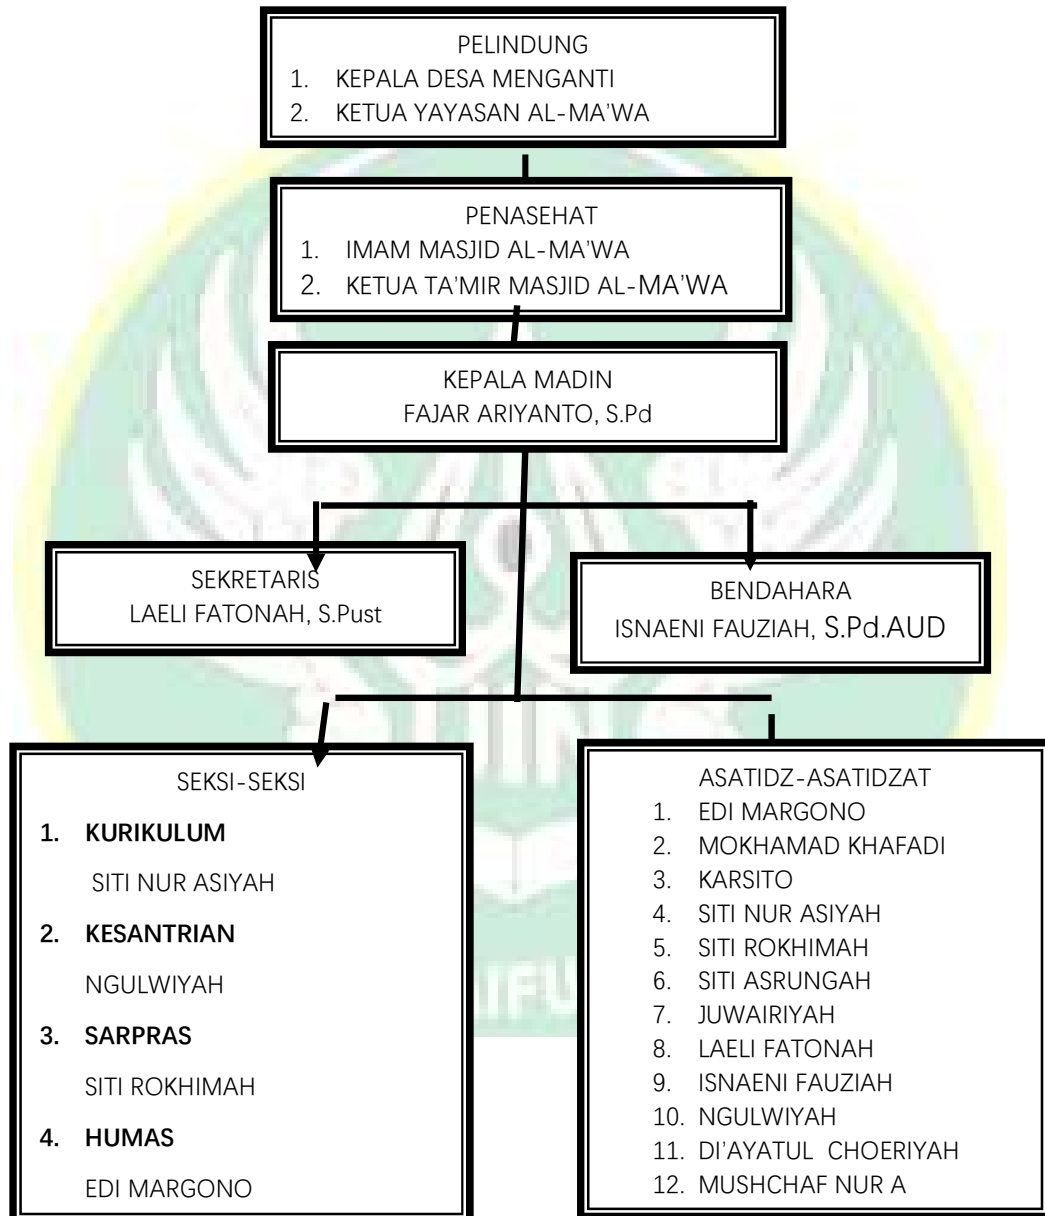 PELINDUNG
1. KEPALA DESA MENGANTI
2. KETUA YAYASAN AL-MA'WA
PENASEHAT
1. IMAM MASJID AL-MA'WA
2. KETUA TA'MIR MASJID AL-MA'WA
KEPALA MADIN
FAJAR ARIYANTO, S.Pd
SEKRETARIS
LAELI FATONAH, S.Pust
BENDAHARA
ISNAENI FAUZIAH, S.Pd.AUD
SEKSI-SEKSI
1. KURIKULUM
SITI NUR ASIYAH
2. KESANTRIAN
NGULWIYAH
3. SARPRAS
SITI ROKHIMAH
4. HUMAS
EDI MARGONO
ASATIDZ-ASATIDZAT
1. EDI MARGONO
2. MOKHAMAD KHAFADI
3. KARSITO
4. SITI NUR ASIYAH
5. SITI ROKHIMAH
6. SITI ASRUNGAH
7. JUWAIRIYAH
8. LAELI FATONAH
9. ISNAENI FAUZIAH
10. NGULWIYAH
11. DI'AYATUL CHOERIYAH
12. MUSHCHAF NUR A